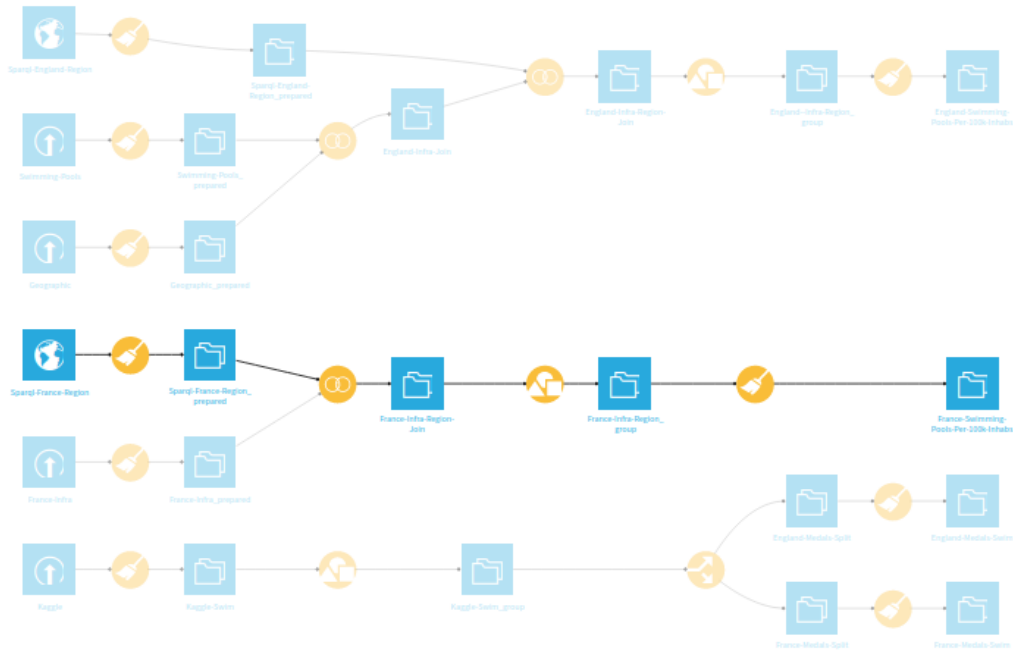 Sparql-England-Region
Sparql-England-
Region_prepared
England-Infra-Region-
Join
England--Infra-Region_
group
England-Swimming-
Pools-Per-100k-Inhabs
England-Infra-Join
Swimming-Pools
Swimming-Pools_
prepared
Geographic
Geographic_prepared
Sparql-France-Region
Sparql-France-Region_
prepared
France-Infra-Region-
Join
France-Infra-Region_
group
France-Swimming-
Pools-Per-100k-Inhabs
France-Infra
France-Infra_prepared
England-Medals-Split
England-Medals-Swim
Kaggle
Kaggle-Swim
Kaggle-Swim_group
France-Medals-Split
France-Medals-Swim